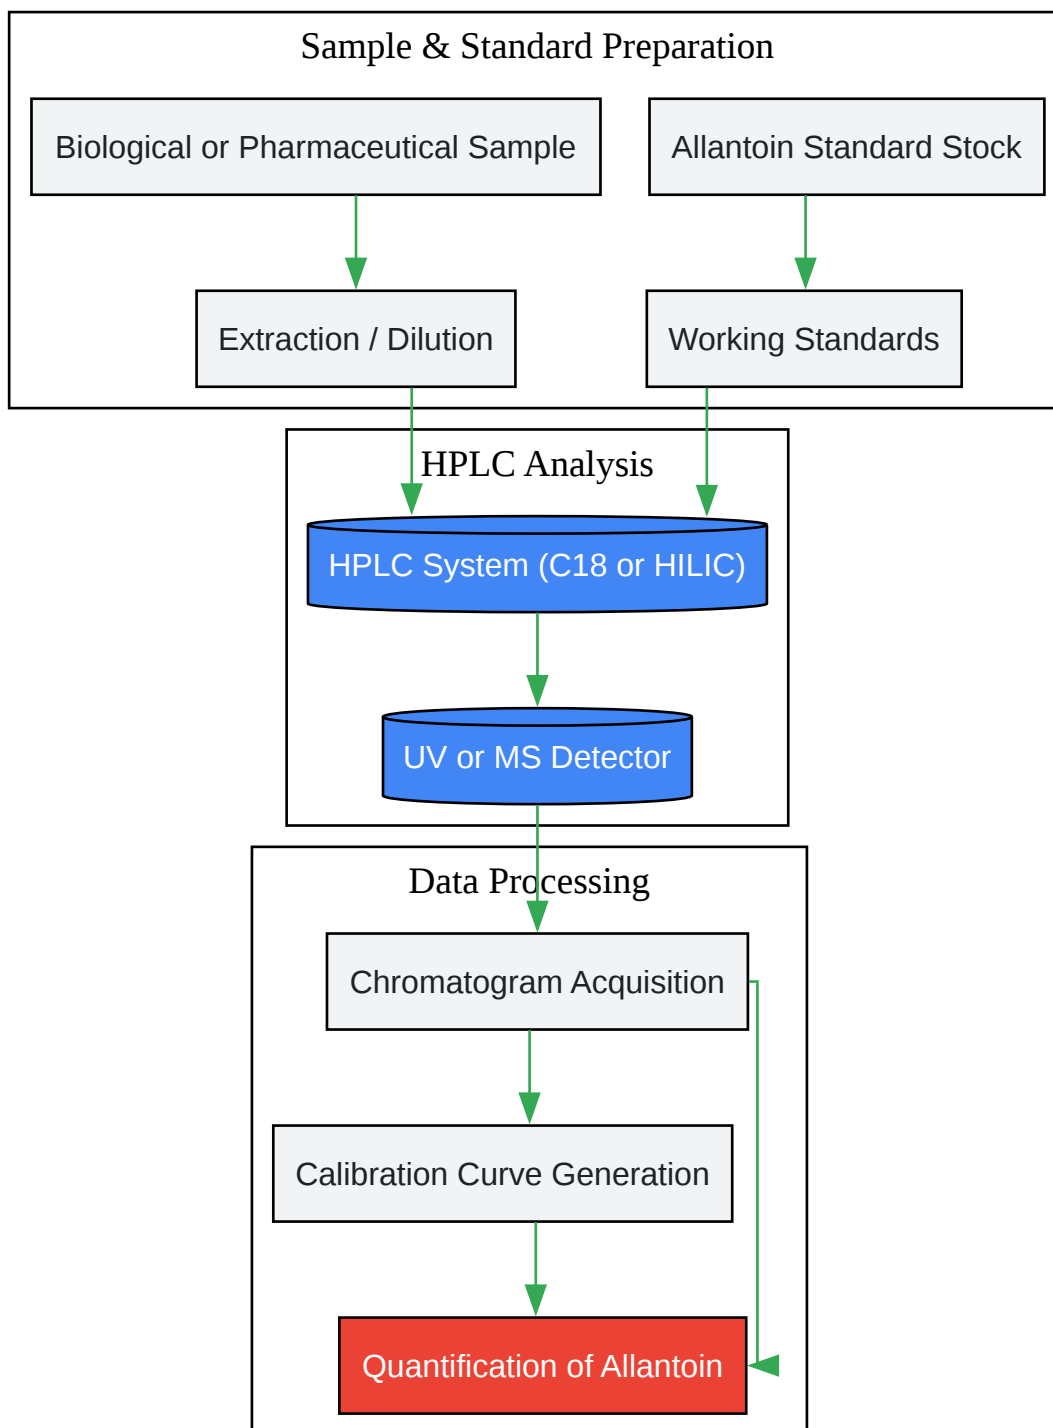 Sample & Standard Preparation
Biological or Pharmaceutical Sample
Allantoin Standard Stock
Extraction / Dilution
Working Standards
HPLC Analysis
HPLC System (C18 or HILIC)
UV or MS Detector
Data Processing
Chromatogram Acquisition
Calibration Curve Generation
Quantification of Allantoin